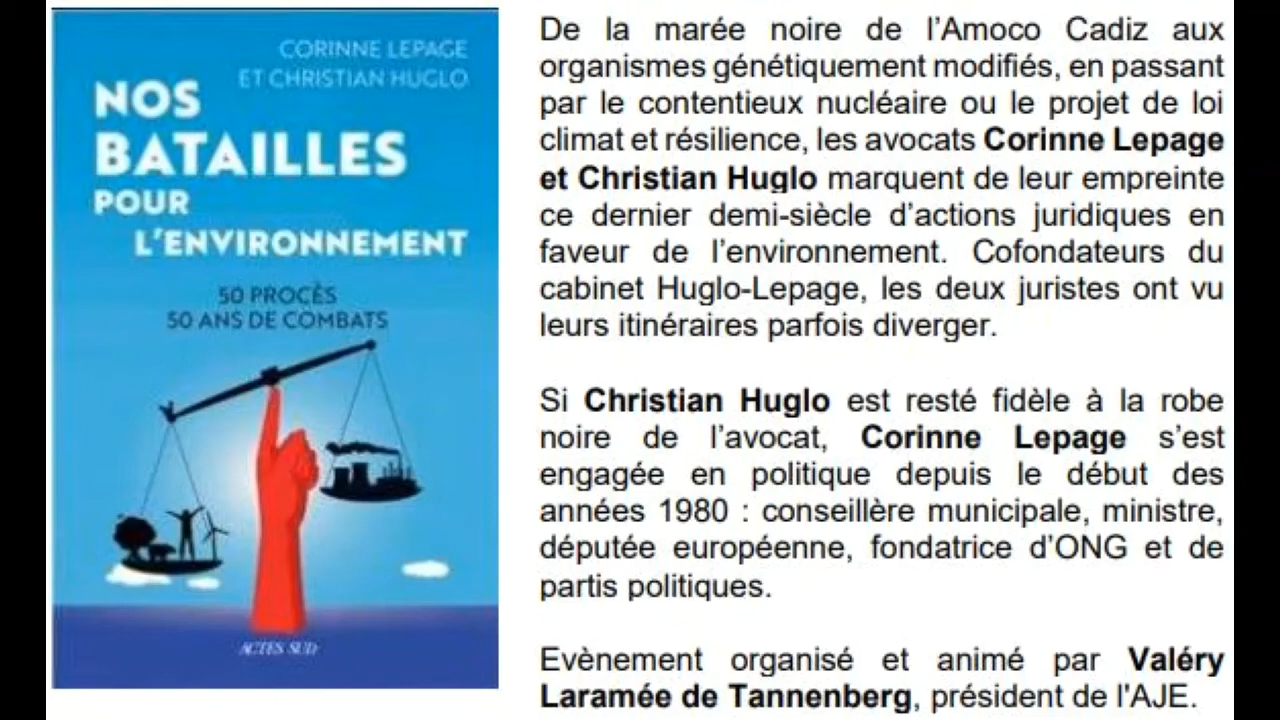 CORINNE LEPAGE
ET CHRISTIAN HUGLO
NOS
BATAILLES
POUR
L'ENVIRONNEMENT
50 PROCÈS
50 ANS DE COMBATS
ACTES SUD
De la marée noire de l'Amoco Cadiz aux
organismes génétiquement modifiés, en passant
par le contentieux nucléaire ou le projet de loi
climat et résilience, les avocats Corinne Lepage
et Christian Huglo marquent de leur empreinte
ce dernier demi-siècle d'actions juridiques en
faveur de l'environnement. Cofondateurs du
cabinet Huglo-Lepage, les deux juristes ont vu
leurs itinéraires parfois diverger.
Si Christian Huglo est resté fidèle à la robe
noire de l'avocat, Corinne Lepage s'est
engagée en politique depuis le début des
années 1980 : conseillère municipale, ministre,
députée européenne, fondatrice d'ONG et de
partis politiques.
Evènement organisé et animé par Valéry
Laramée de Tannenberg, président de l'AJE.